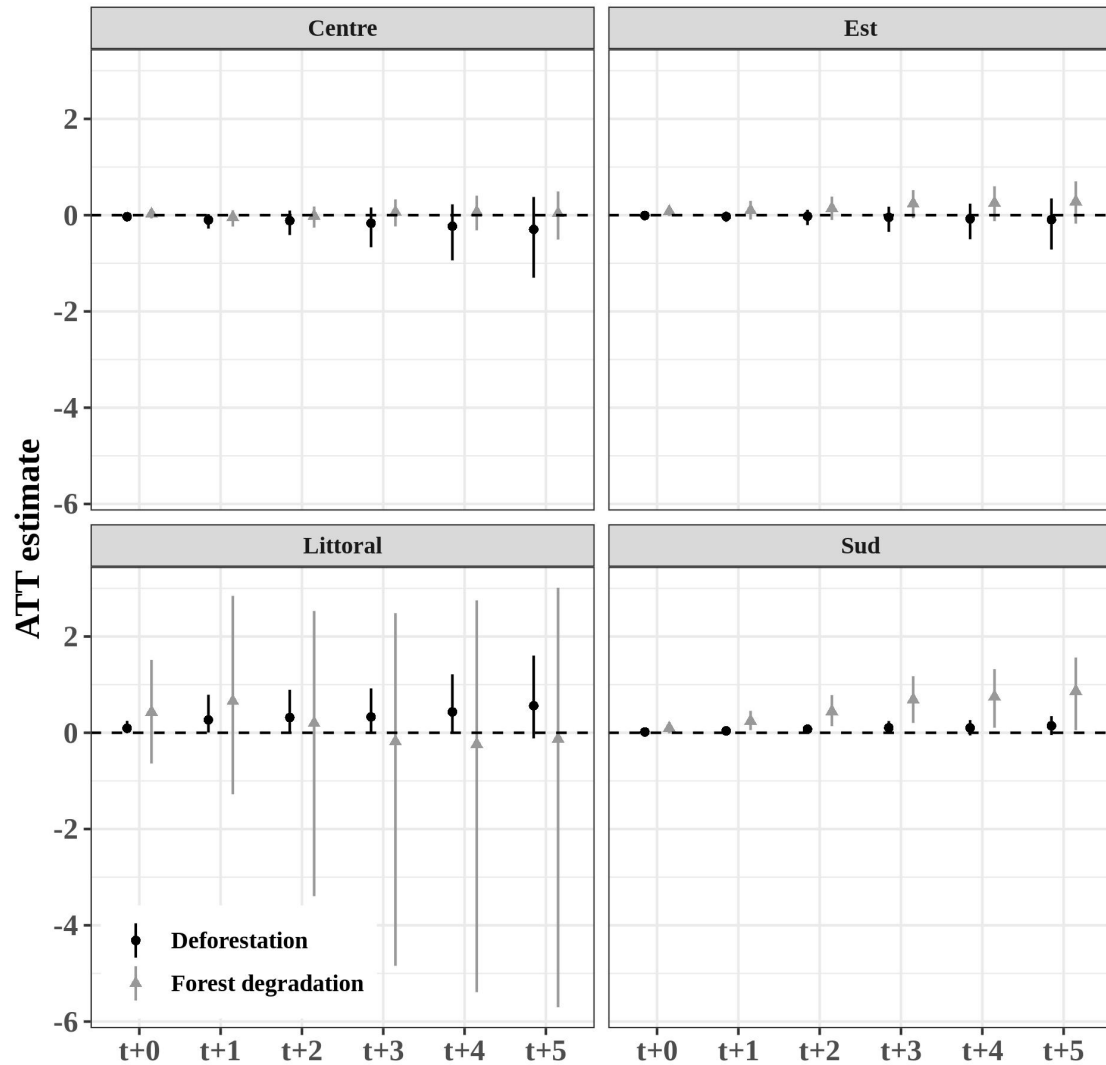 Centre
Est
2
0
-2
-4
-6
ATT estimate
Littoral
Sud
2
0
-2
-4
-6
Deforestation
Forest degradation
t+0 t+1 t+2 t+3 t+4 t+5
t+0 t+1 t+2 t+3 t+4 t+5